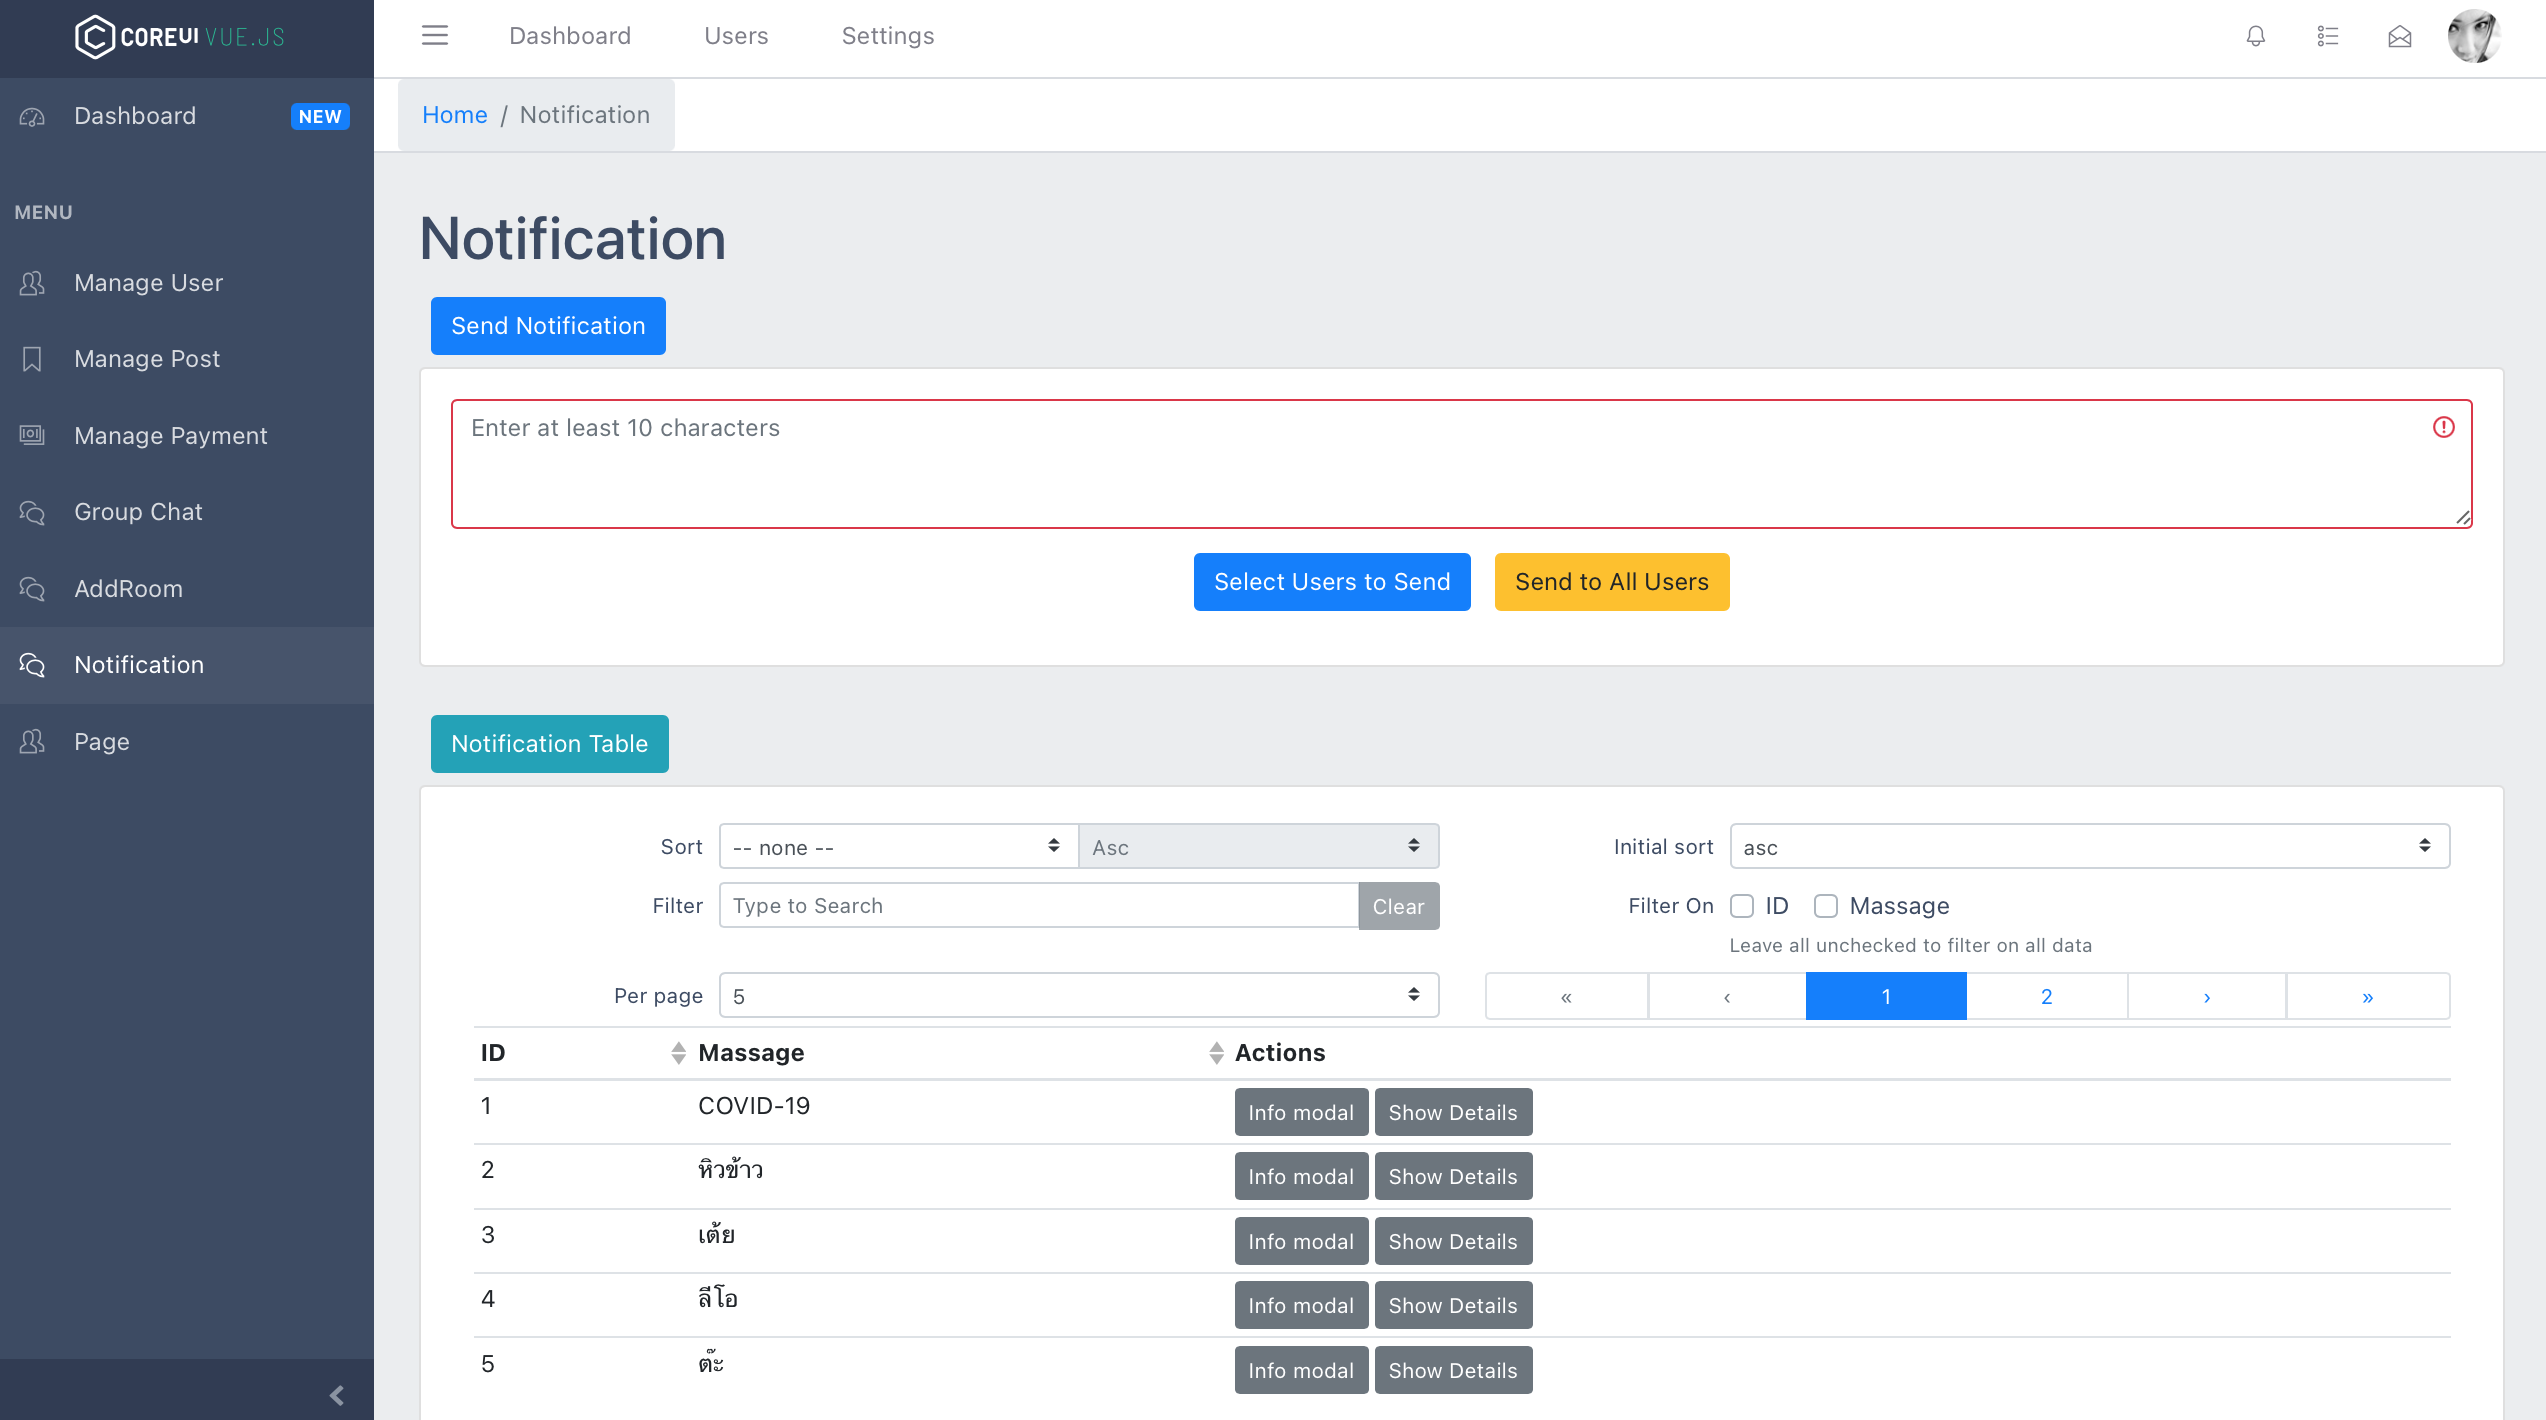 COREUI VUE.JS
Dashboard Users Settings
Dashboard NEW
Home / Notification
MENU
Manage User
Manage Post
Manage Payment
Group Chat
AddRoom
Notification
Page
Notification
Send Notification
Enter at least 10 characters
Select Users to Send Send to All Users
Notification Table
Sort -- none -- Asc Initial sort asc
Filter Type to Search Clear Filter On ID Massage
Leave all unchecked to filter on all data
Per page 5 « ‹ 1 2 › »
ID Massage Actions
1 COVID-19 Info modal Show Details
2 หิวข้าว Info modal Show Details
3 เต้ย Info modal Show Details
4 ลีโอ Info modal Show Details
5 ต๊ะ Info modal Show Details